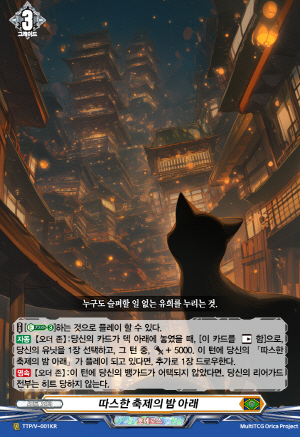 3
그레이드
누구도 슬퍼할 일 없는 유희를 누리는 것.
3]하는 것으로 플레이 할 수 있다.
자동【오더 존】:당신의 카드가 덱 아래에 놓였을 때, [이 카드를 함]으로,
당신의 유닛을 1장 선택하고, 그 턴 중, +5000. 이 턴에 당신의 「따스한
축제의 밤 아래」가 플레이 되고 있다면, 추가로 1장 드로우한다.
영속【오더 존】:이 턴에 당신의 뱅가드가 어택되지 않았다면, 당신의 리어가드
전부는 히트 당하지 않는다.
따스한 축제의 밤 아래
TTP/V-001KR
MultiTCG Orica Project